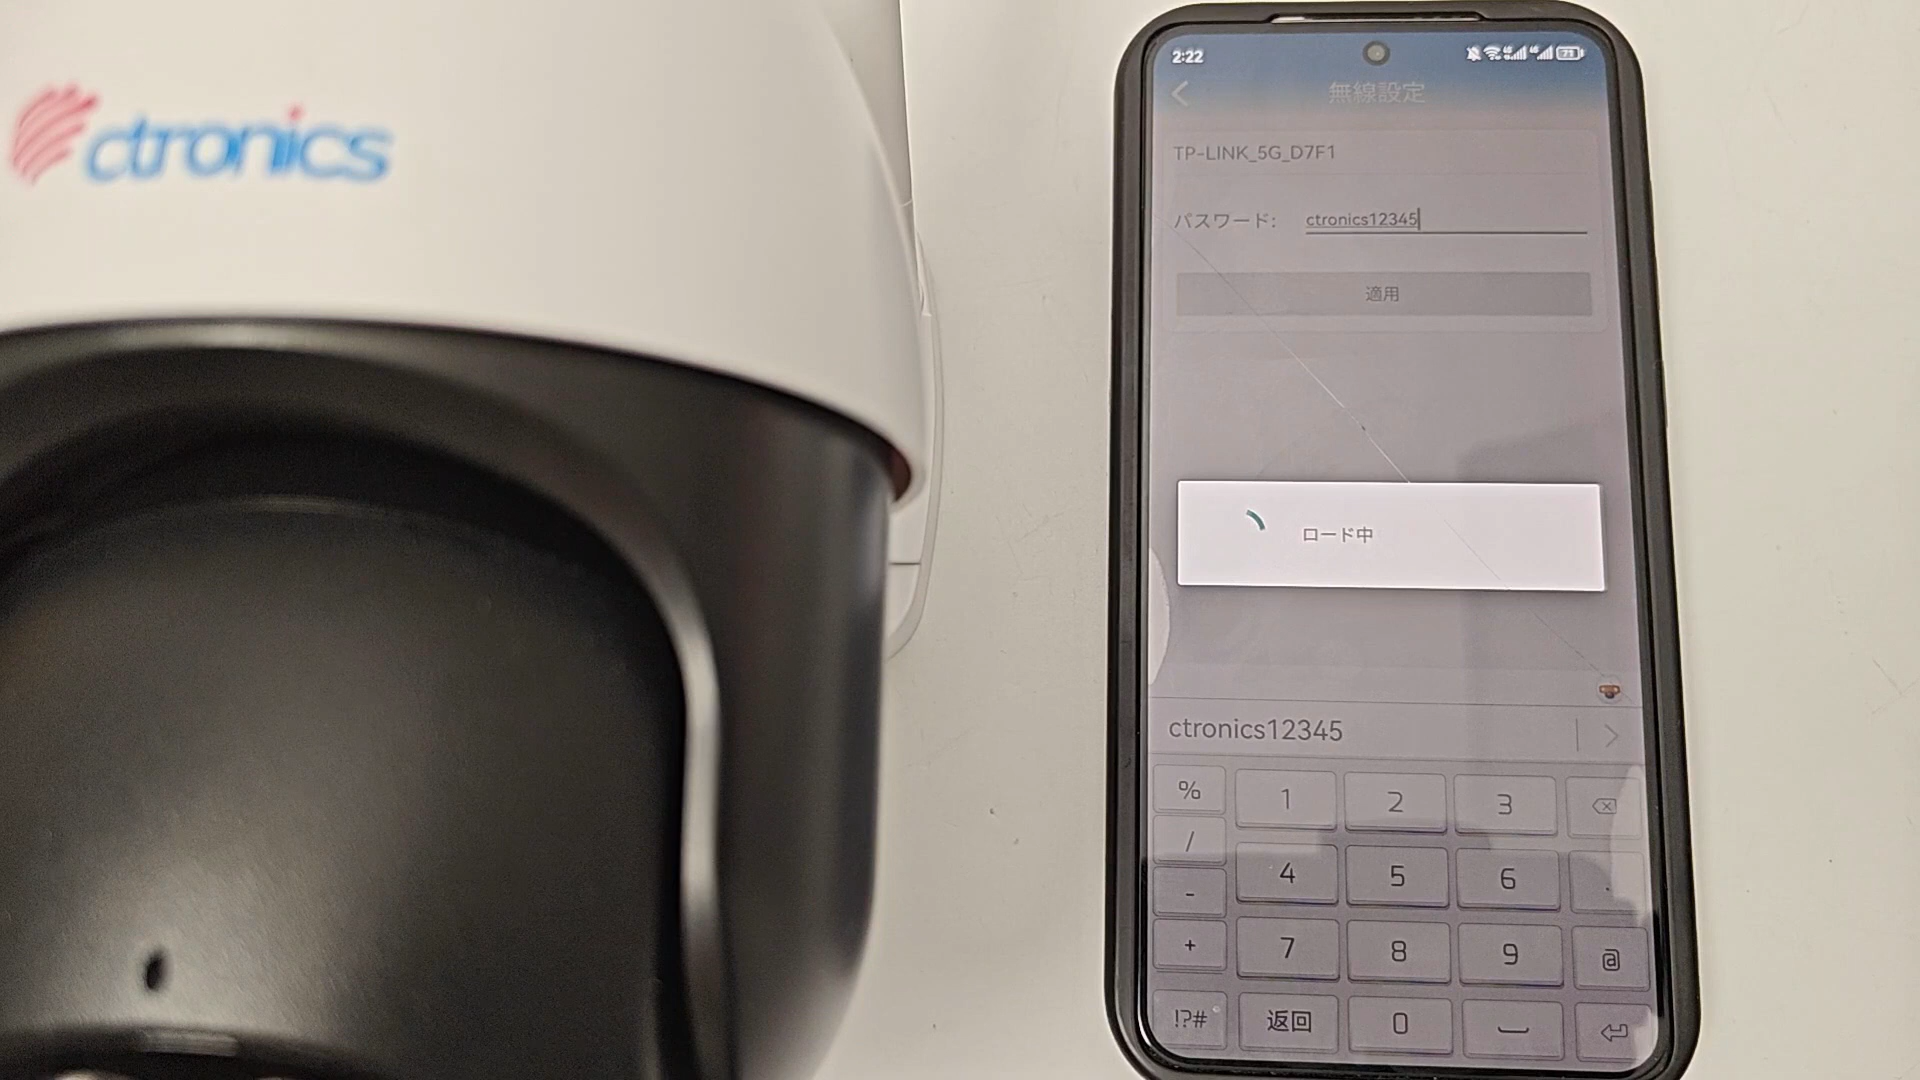 ctronics
2:22
73
無線設定
TP-LINK_5G_D7F1
パスワード: ctronics12345
適用
ロード中
ctronics12345
% 1 2 3
/ 4 5 6 .
-
+ 7 8 9 @
!?# 返回 0